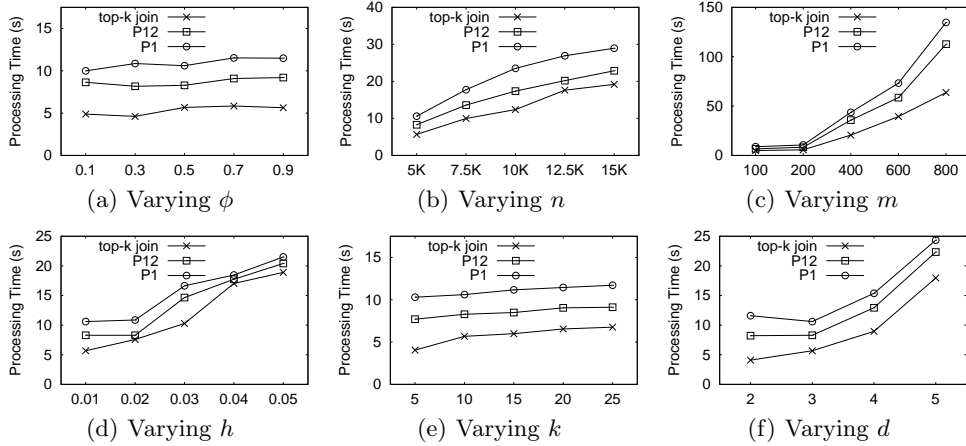 top-k join
P12
P1
Processing Time (s)
15
10
5
0
0.1 0.3 0.5 0.7 0.9
(a) Varying ϕ
top-k join
P12
P1
Processing Time (s)
40
30
20
10
0
5K 7.5K 10K 12.5K 15K
(b) Varying n
top-k join
P12
P1
Processing Time (s)
150
100
50
0
100 200 400 600 800
(c) Varying m
top-k join
P12
P1
Processing Time (s)
25
20
15
10
5
0
0.01 0.02 0.03 0.04 0.05
(d) Varying h
top-k join
P12
P1
Processing Time (s)
15
10
5
0
5 10 15 20 25
(e) Varying k
top-k join
P12
P1
Processing Time (s)
25
20
15
10
5
0
2 3 4 5
(f) Varying d